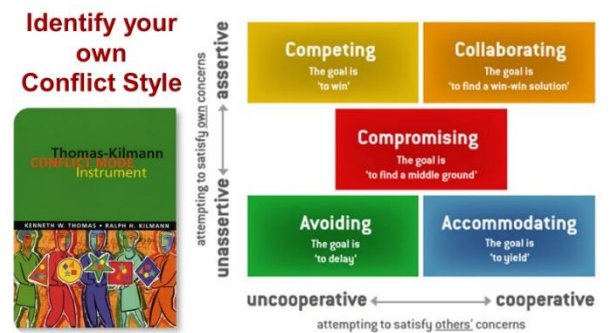 Identify your
own
Conflict Style
Thomas-Kilmann
CONFLICT MODE
Instrument
KENNETH W. THOMAS • RALPH H. KILMANN
attempting to satisfy own concerns
unassertive
assertive
Competing
The goal is
'to win'
Collaborating
The goal is
'to find a win-win solution'
Compromising
The goal is
'to find a middle ground'
Avoiding
The goal is
'to delay'
Accommodating
The goal is
'to yield'
uncooperative
cooperative
attempting to satisfy others' concerns